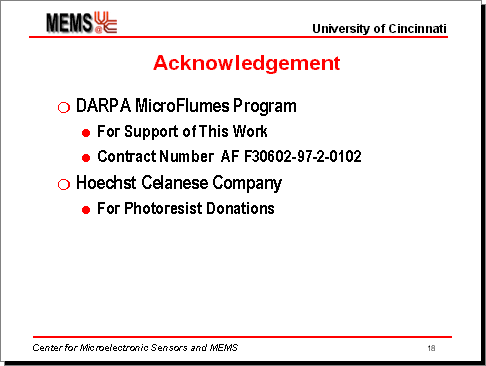 MEMS @ UC
University of Cincinnati
Acknowledgement
DARPA MicroFlumes Program
For Support of This Work
Contract Number AF F30602-97-2-0102
Hoechst Celanese Company
For Photoresist Donations
Center for Microelectronic Sensors and MEMS
18